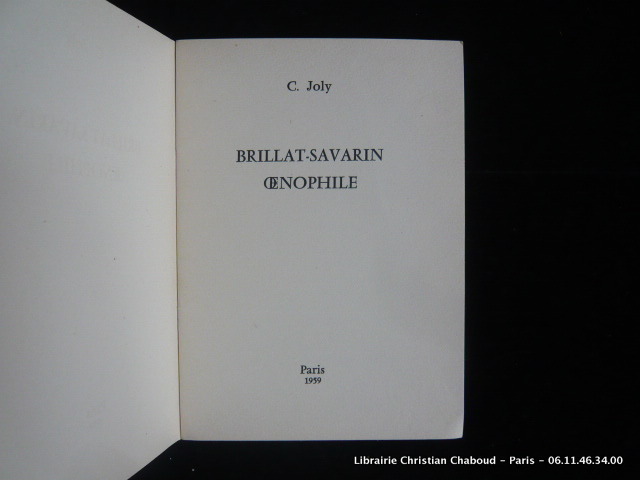 C. Joly
BRILLAT-SAVARIN
ŒNOPHILE
Paris
1959
Librairie Christian Chaboud - Paris - 06.11.46.34.00